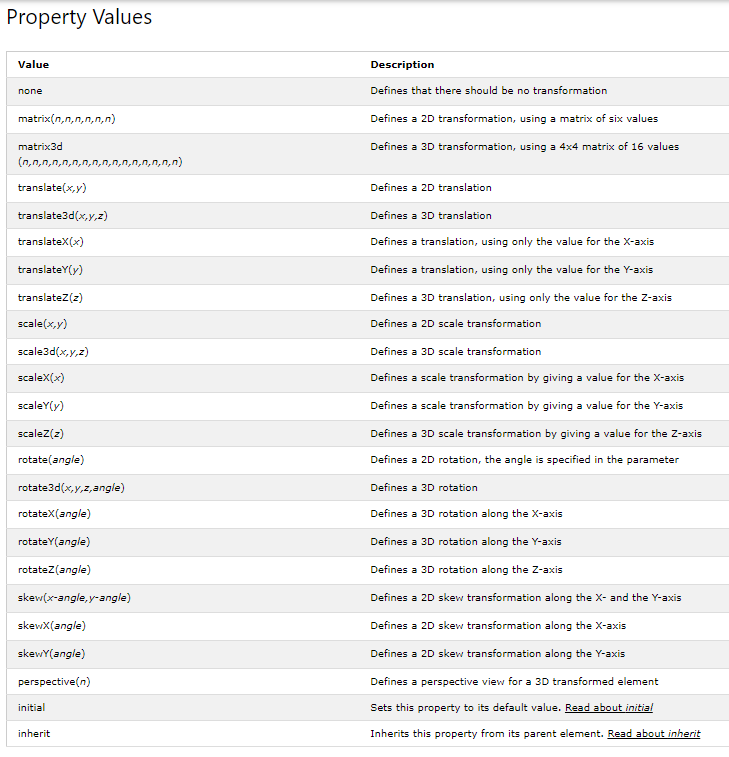 Property Values
Value Description
none Defines that there should be no transformation
matrix(n,n,n,n,n,n) Defines a 2D transformation, using a matrix of six values
matrix3d Defines a 3D transformation, using a 4x4 matrix of 16 values
(n,n,n,n,n,n,n,n,n,n,n,n,n,n,n,n)
translate(x,y) Defines a 2D translation
translate3d(x,y,z) Defines a 3D translation
translateX(x) Defines a translation, using only the value for the X-axis
translateY(y) Defines a translation, using only the value for the Y-axis
translateZ(z) Defines a 3D translation, using only the value for the Z-axis
scale(x,y) Defines a 2D scale transformation
scale3d(x,y,z) Defines a 3D scale transformation
scaleX(x) Defines a scale transformation by giving a value for the X-axis
scaleY(y) Defines a scale transformation by giving a value for the Y-axis
scaleZ(z) Defines a 3D scale transformation by giving a value for the Z-axis
rotate(angle) Defines a 2D rotation, the angle is specified in the parameter
rotate3d(x,y,z,angle) Defines a 3D rotation
rotateX(angle) Defines a 3D rotation along the X-axis
rotateY(angle) Defines a 3D rotation along the Y-axis
rotateZ(angle) Defines a 3D rotation along the Z-axis
skew(x-angle,y-angle) Defines a 2D skew transformation along the X- and the Y-axis
skewX(angle) Defines a 2D skew transformation along the X-axis
skewY(angle) Defines a 2D skew transformation along the Y-axis
perspective(n) Defines a perspective view for a 3D transformed element
initial Sets this property to its default value. Read about initial
inherit Inherits this property from its parent element. Read about inherit